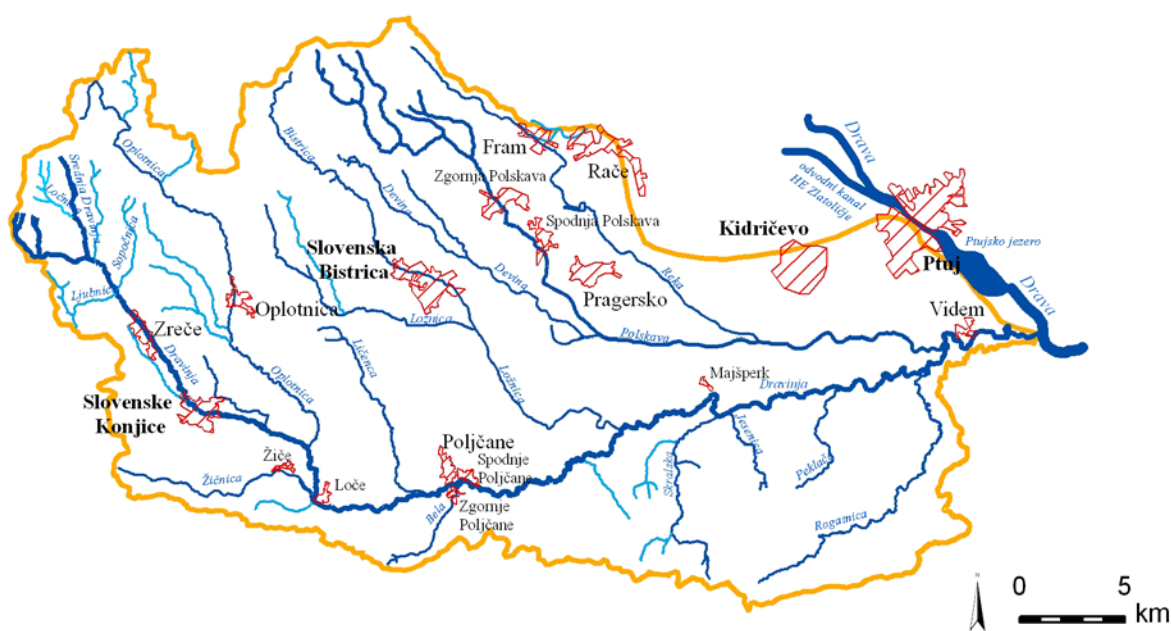 Drava
odvodni kanal
HE Zlatoličje
Ptujsko jezero
Drava
Ptuj
Kidričevo
Videm
Fram
Rače
Zgornja Polskava
Spodnja Polskava
Pragersko
Reka
Polskava
Bistrica
Devina
Devina
Slovenska
Bistrica
Ložnica
Ložnica
Ličenca
Oplotnica
Oplotnica
Oplotnica
Ločn
Srednja Dravinja
Sopočnica
Ljubnica
Zreče
Dravinja
Slovenske
Konjice
Žiče
Žičnica
Loče
Poljčane
Spodnje
Poljčane
Zgornje
Poljčane
Bela
Majšperk
Dravinja
Jesenica
Skralska
Peklača
Rogatnica
N
0 5
km